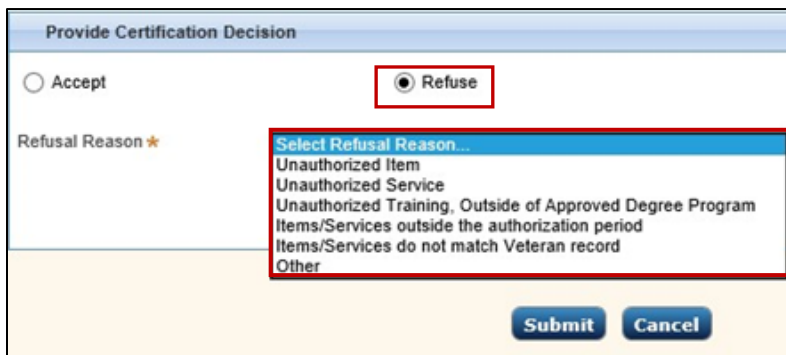 Provide Certification Decision
Accept Refuse
Refusal Reason * Select Refusal Reason...
Unauthorized Item
Unauthorized Service
Unauthorized Training, Outside of Approved Degree Program
Items/Services outside the authorization period
Items/Services do not match Veteran record
Other
Submit Cancel